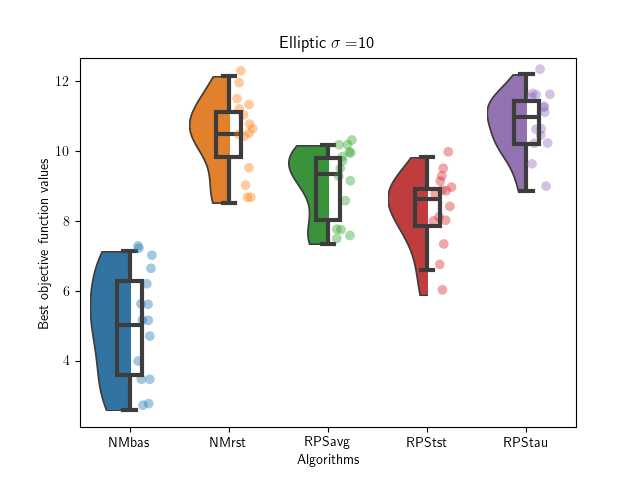 Elliptic σ =10
Best objective function values
12
10
8
6
4
NMbas NMrst RPSavg RPStst RPStau
Algorithms